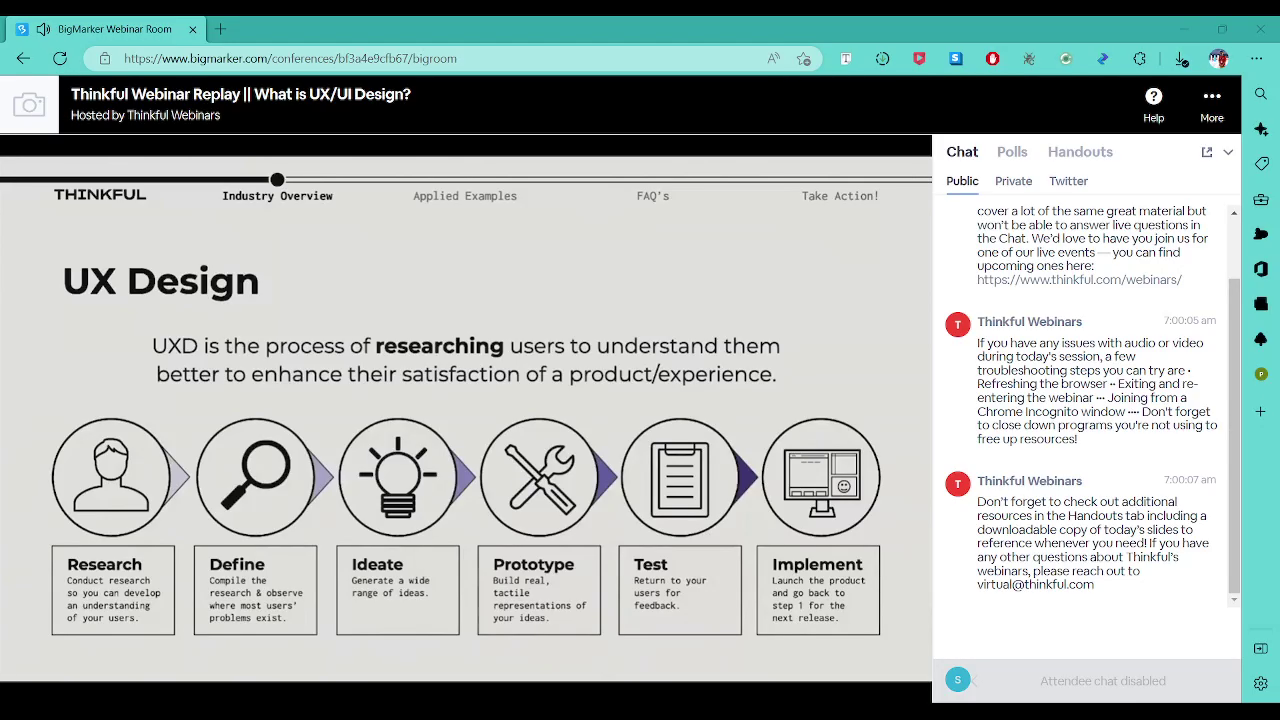 BigMarker Webinar Room
https://www.bigmarker.com/conferences/bf3a4e9cfb67/bigroom
Thinkful Webinar Replay || What is UX/UI Design?
Hosted by Thinkful Webinars
Help
More
THINKFUL
Industry Overview
Applied Examples
FAQ's
Take Action!
UX Design
UXD is the process of researching users to understand them
better to enhance their satisfaction of a product/experience.
Research
Conduct research
so you can develop
an understanding
of your users.
Define
Compile the
research & observe
where most users'
problems exist.
Ideate
Generate a wide
range of ideas.
Prototype
Build real,
tactile
representations of
your ideas.
Test
Return to your
users for
feedback.
Implement
Launch the product
and go back to
step 1 for the
next release.
Chat
Polls
Handouts
Public
Private
Twitter
cover a lot of the same great material but
won't be able to answer live questions in
the Chat. We'd love to have you join us for
one of our live events — you can find
upcoming ones here:
https://www.thinkful.com/webinars/
T
Thinkful Webinars
7:00:05 am
If you have any issues with audio or video
during today's session, a few
troubleshooting steps you can try are •
Refreshing the browser •• Exiting and re-
entering the webinar ••• Joining from a
Chrome Incognito window •••• Don't forget
to close down programs you're not using to
free up resources!
T
Thinkful Webinars
7:00:07 am
Don't forget to check out additional
resources in the Handouts tab including a
downloadable copy of today's slides to
reference whenever you need! If you have
any other questions about Thinkful's
webinars, please reach out to
virtual@thinkful.com
S
Attendee chat disabled